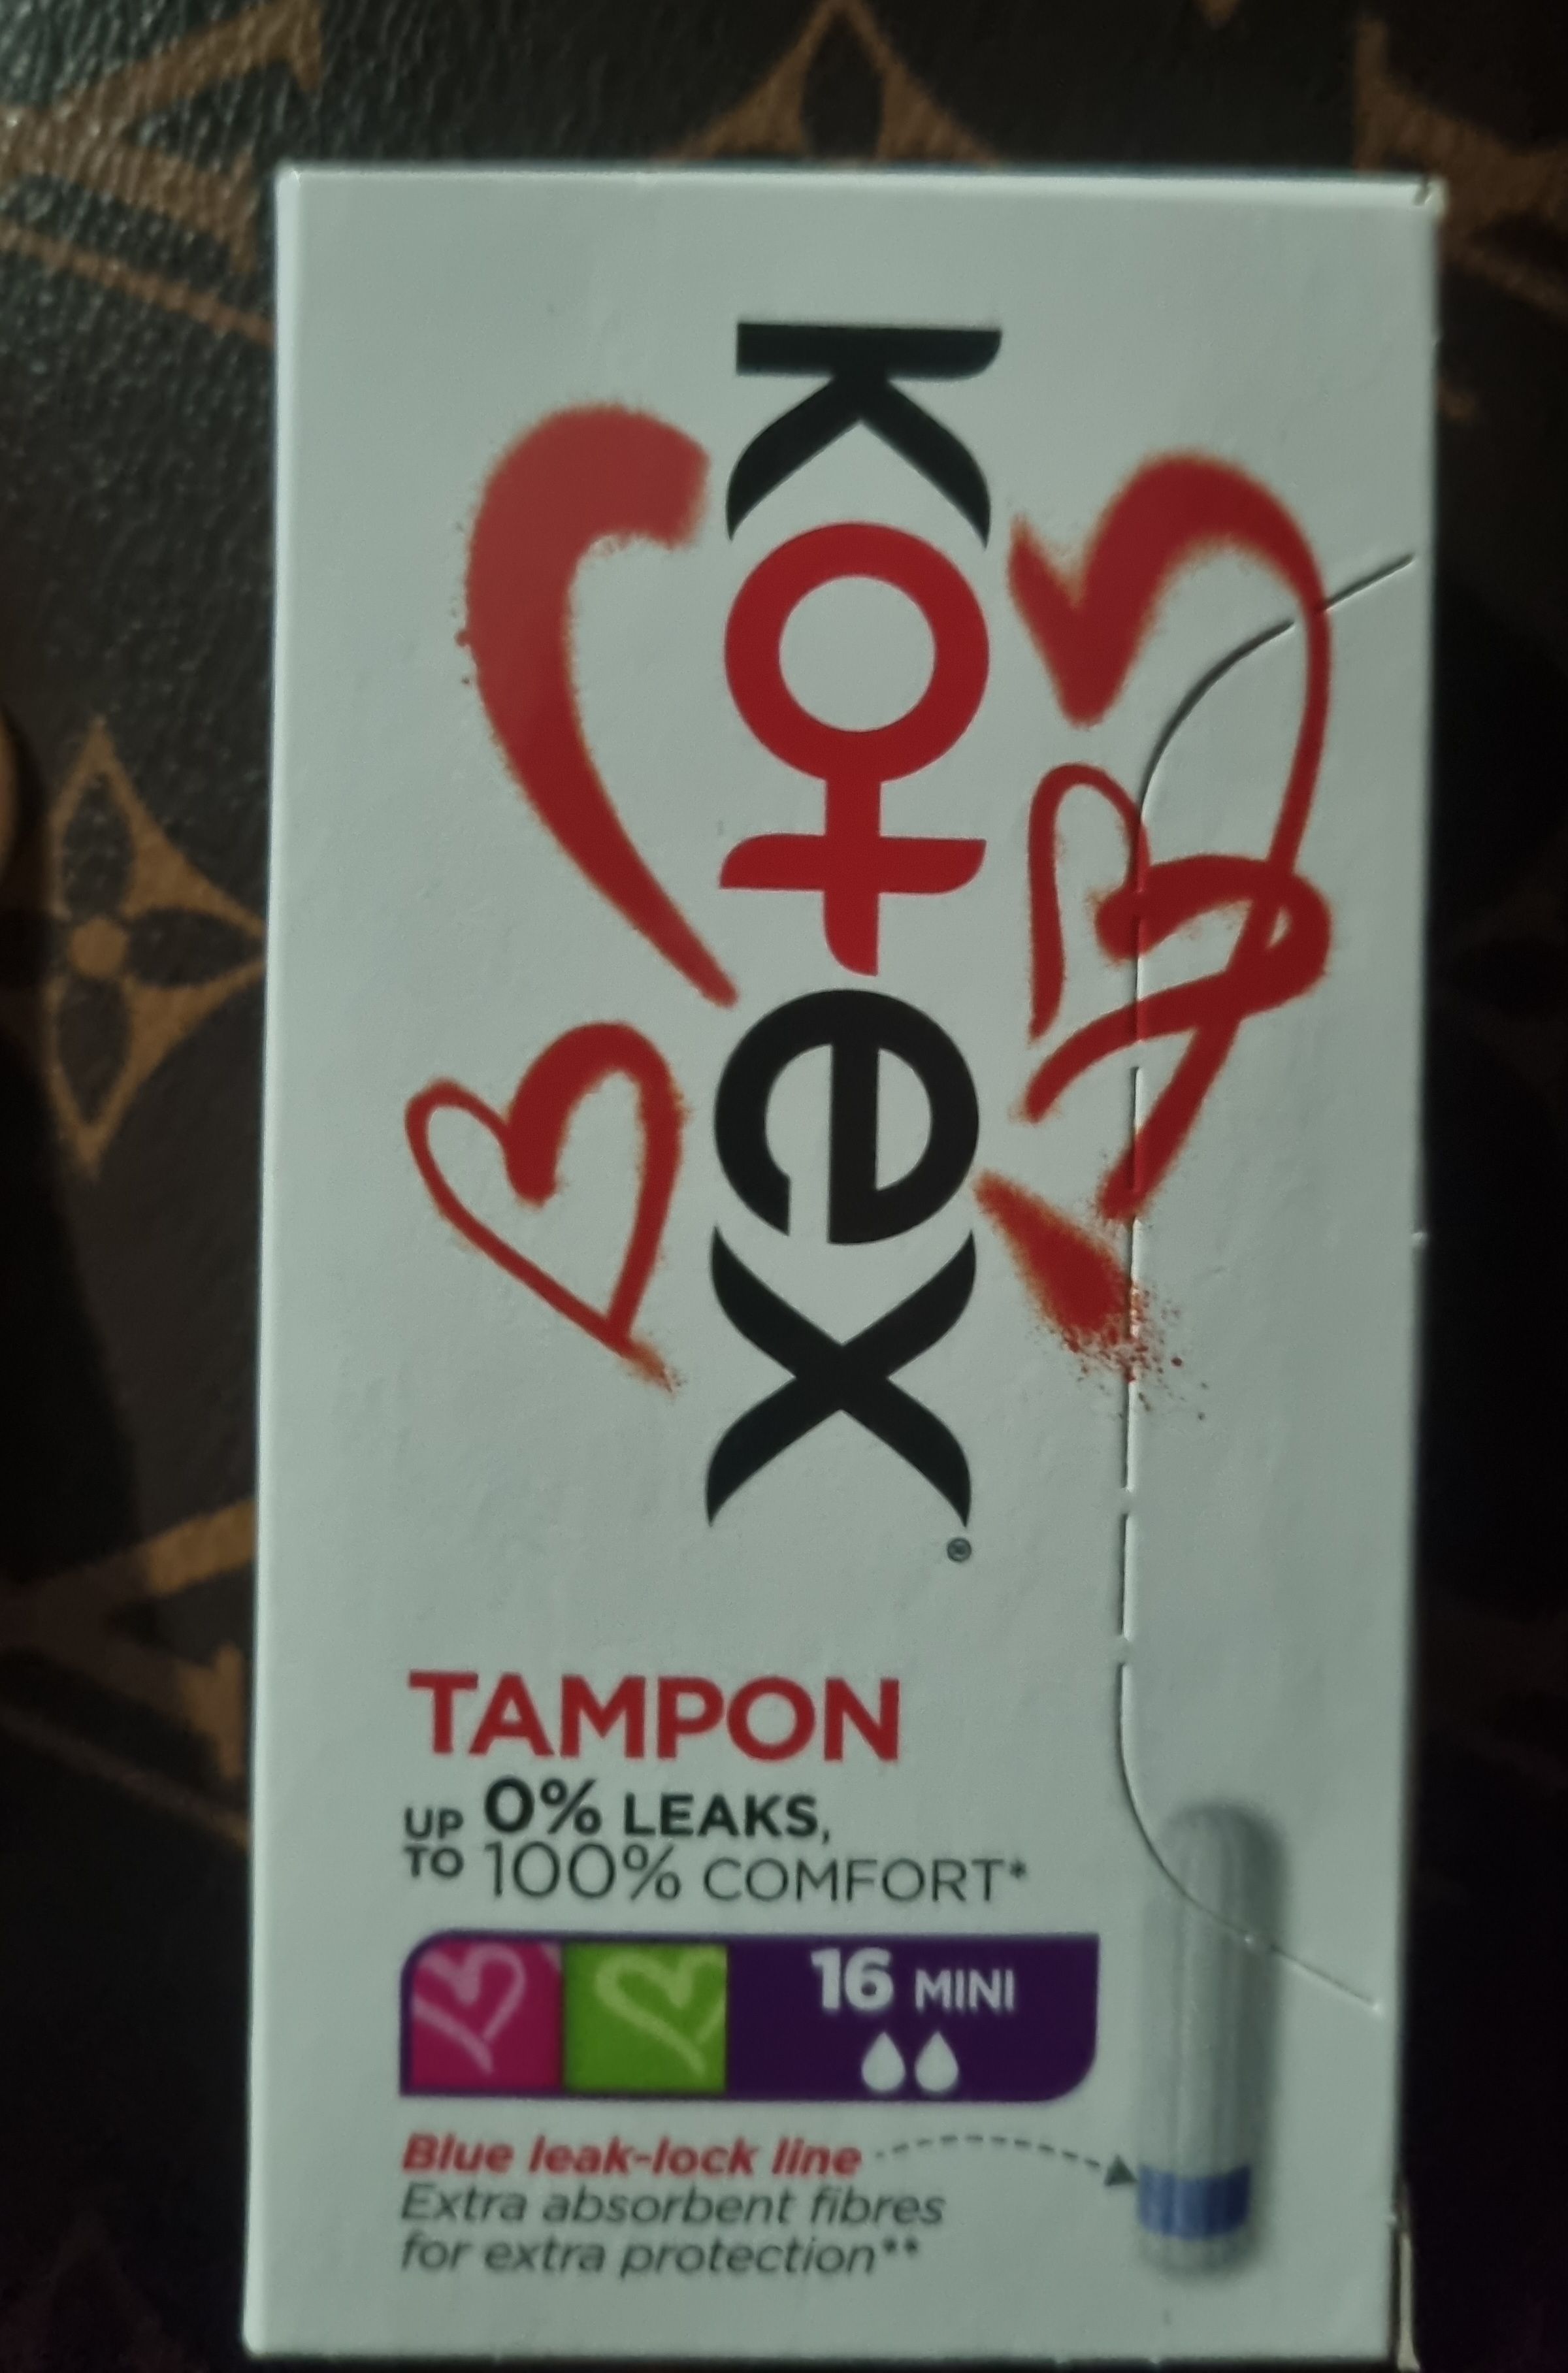 kotex®
TAMPON
UP TO 0% LEAKS,
100% COMFORT*
16 MINI
Blue leak-lock line
Extra absorbent fibres
for extra protection**